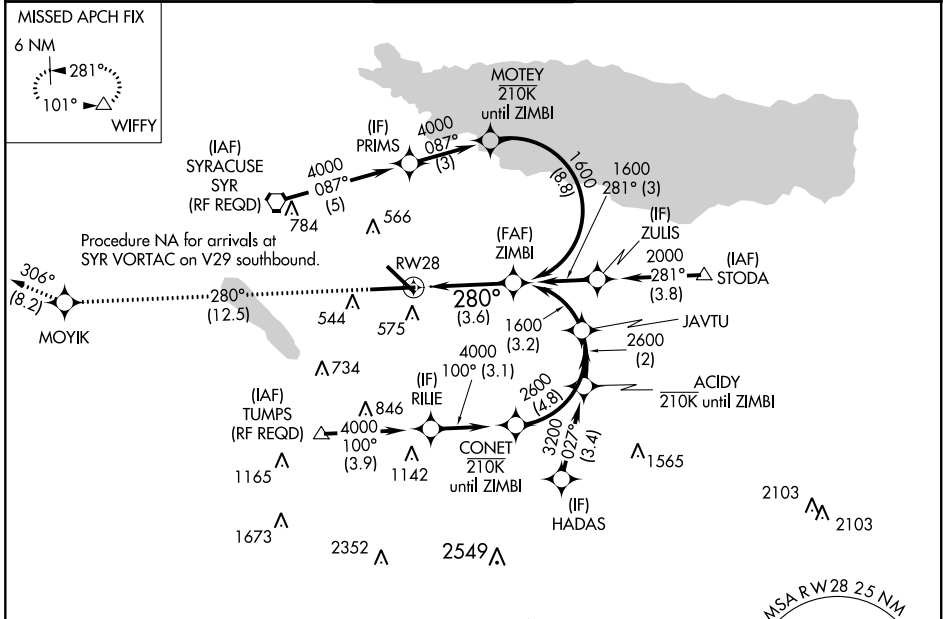 MISSED APCH FIX
6 NM
281°
101°
WIFFY
MOTEY
210K
until ZIMBI
(IF)
PRIMS
4000
087°
(3)
(IAF)
SYRACUSE
SYR
(RF REQD)
4000
087°
(5)
1600
(8.8)
1600
281° (3)
784
566
(IF)
ZULIS
Procedure NA for arrivals at
SYR VORTAC on V29 southbound.
(FAF)
ZIMBI
2000
281°
(3.8)
(IAF)
STODA
RW28
306°
(8.2)
280°
(12.5)
280°
(3.6)
MOYIK
544
575
1600
(3.2)
JAVTU
2600
(2)
734
4000
100° (3.1)
(IF)
RILIE
2600
(4.8)
ACIDY
210K until ZIMBI
(IAF)
TUMPS
(RF REQD)
846
4000
100°
(3.9)
CONET
210K
until ZIMBI
3200
027°
(3.4)
1142
1165
1565
(IF)
HADAS
2103
2103
1673
2352
2549
MSA RW28 25 NM